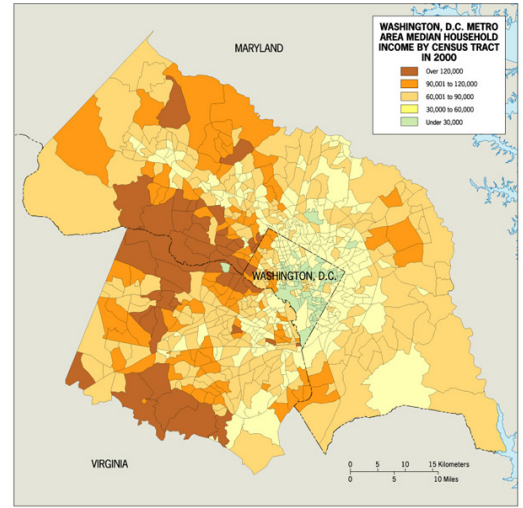 WASHINGTON, D.C. METRO
AREA MEDIAN HOUSEHOLD
INCOME BY CENSUS TRACT
IN 2000
Over 120,000
90,001 to 120,000
60,001 to 90,000
30,000 to 60,000
Under 30,000
MARYLAND
WASHINGTON, D.C.
VIRGINIA
0 5 10 15 Kilometers
0 5 10 Miles